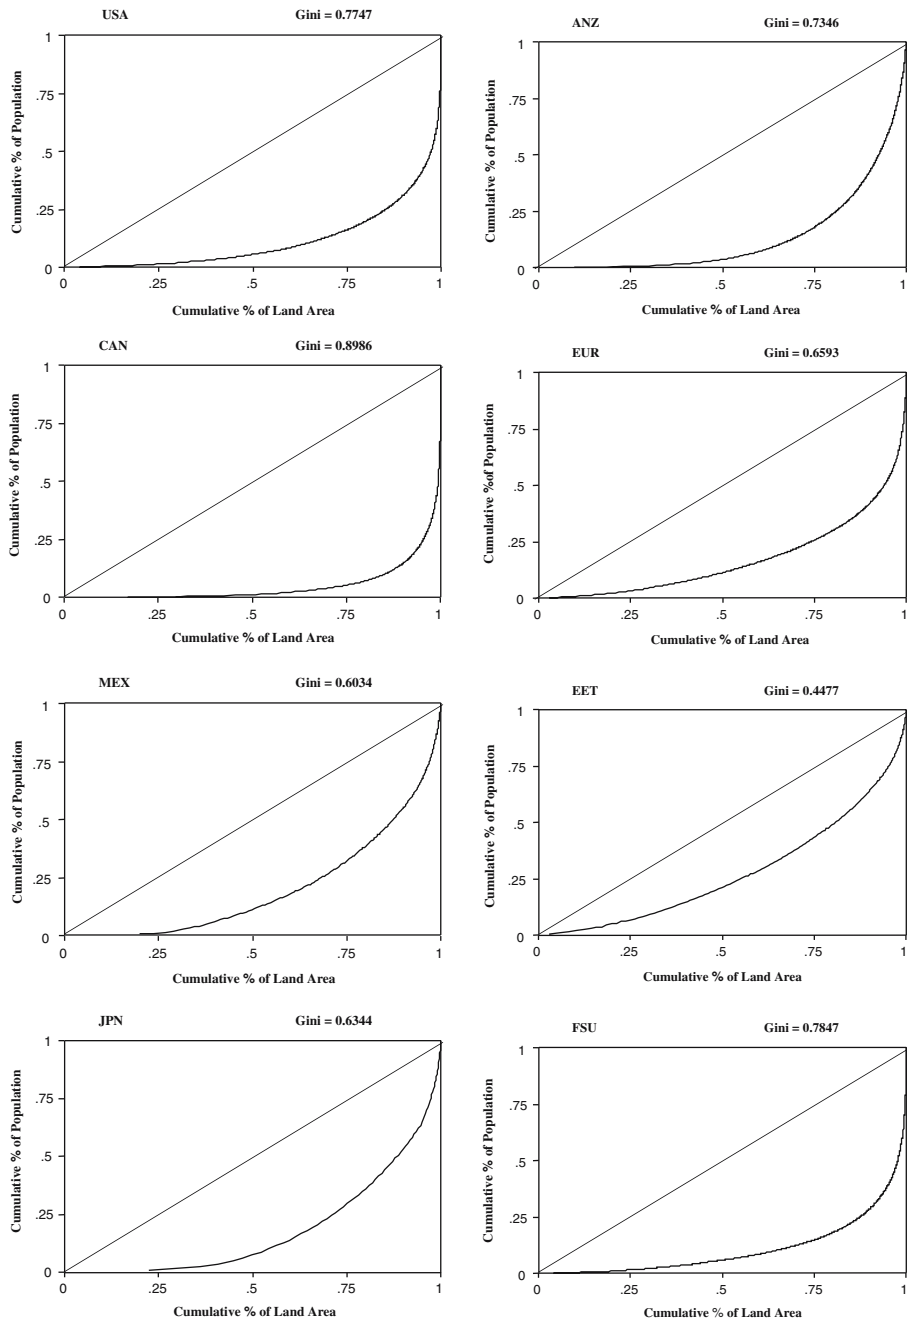 USA Gini = 0.7747
1
.75
.5
.25
0
Cumulative % of Population
0 .25 .5 .75 1
Cumulative % of Land Area
ANZ Gini = 0.7346
1
.75
.5
.25
0
Cumulative % of Population
0 .25 .5 .75 1
Cumulative % of Land Area
CAN Gini = 0.8986
1
.75
.5
.25
0
Cumulative % of Population
0 .25 .5 .75 1
Cumulative % of Land Area
EUR Gini = 0.6593
1
.75
.5
.25
0
Cumulative %of Population
0 .25 .5 .75 1
Cumulative % of Land Area
MEX Gini = 0.6034
1
.75
.5
.25
0
Cumulative % of Population
0 .25 .5 .75 1
Cumulative % of Land Area
EET Gini = 0.4477
1
.75
.5
.25
0
Cumulative % of Population
0 .25 .5 .75 1
Cumulative % of Land Area
JPN Gini = 0.6344
1
.75
.5
.25
0
Cumulative % of Population
0 .25 .5 .75 1
Cumulative % of Land Area
FSU Gini = 0.7847
1
.75
.5
.25
0
Cumulative % of Population
0 .25 .5 .75 1
Cumulative % of Land Area